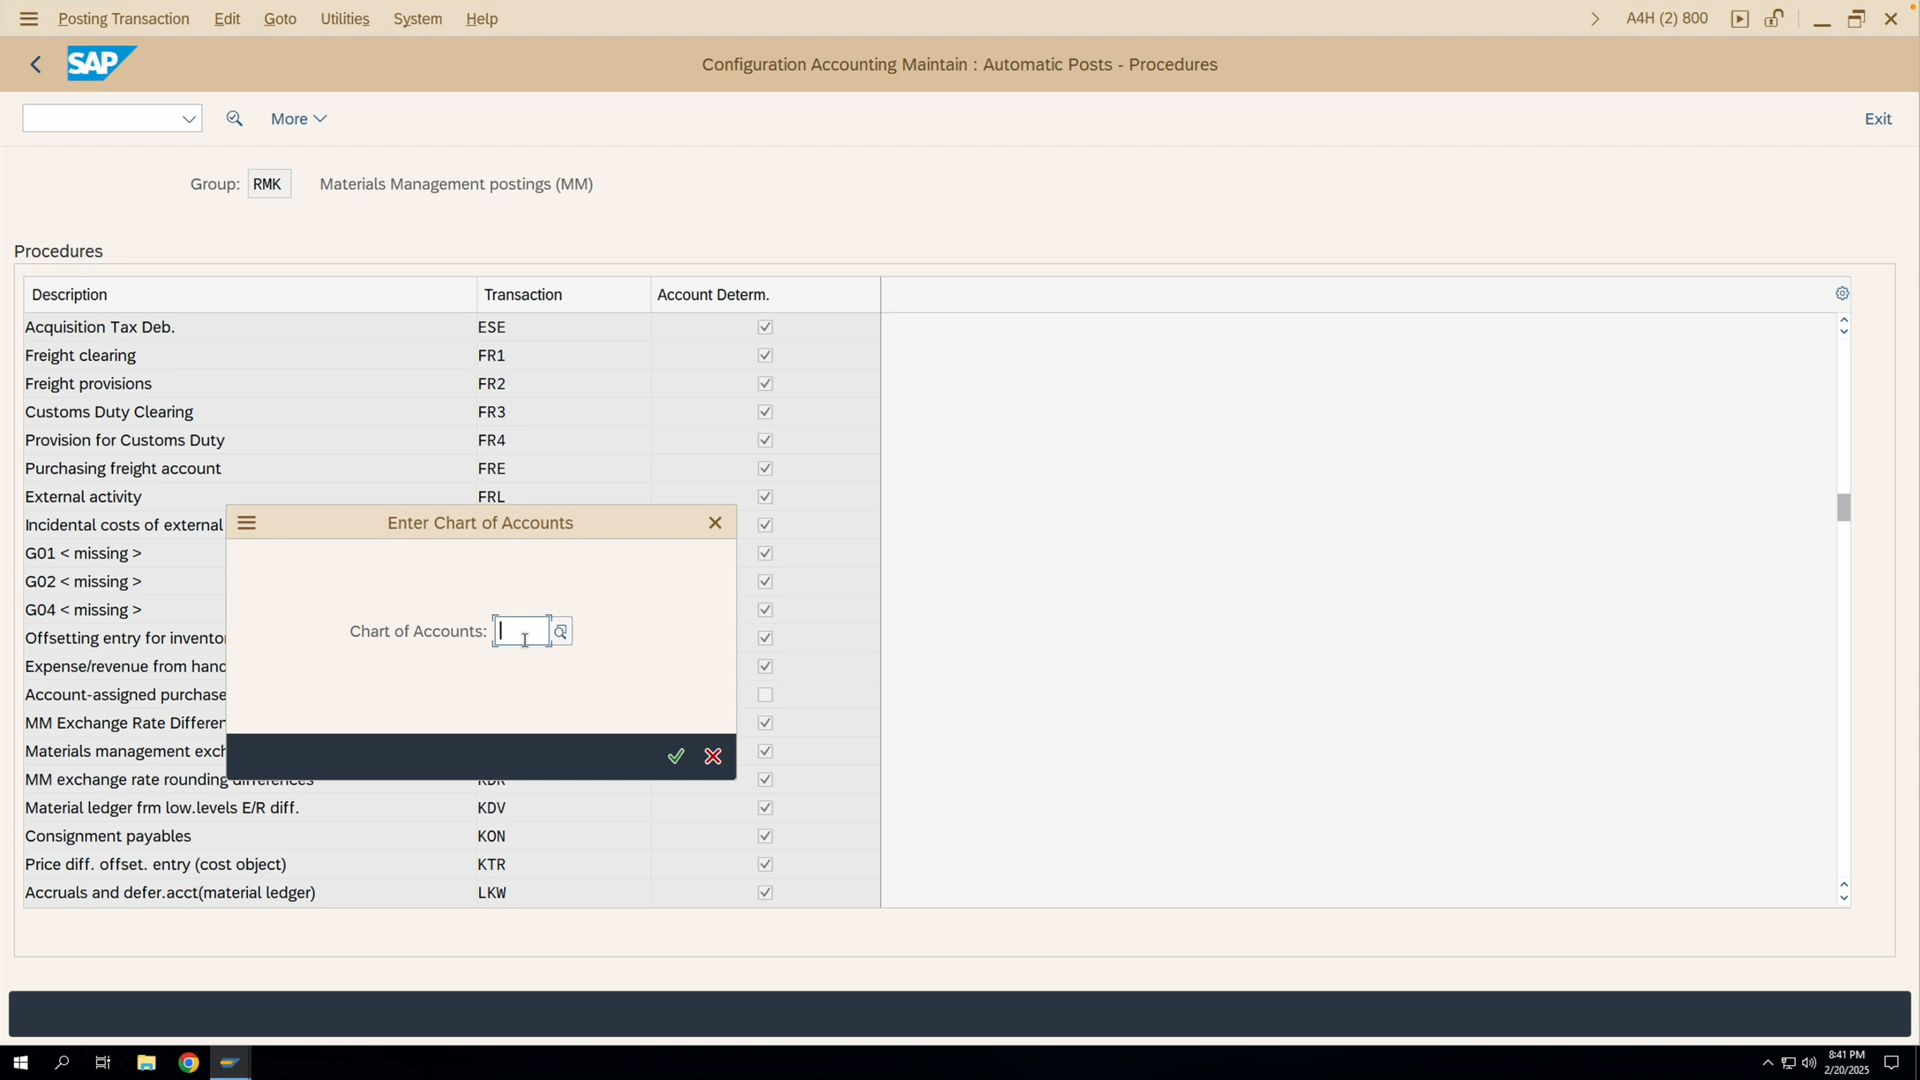 Posting Transaction Edit Goto Utilities System Help A4H (2) 800
SAP Configuration Accounting Maintain : Automatic Posts - Procedures
More Exit
Group: RMK Materials Management postings (MM)
Procedures
Description Transaction Account Determ.
Acquisition Tax Deb. ESE
Freight clearing FR1
Freight provisions FR2
Customs Duty Clearing FR3
Provision for Customs Duty FR4
Purchasing freight account FRE
External activity FRL
Incidental costs of external
G01 < missing >
G02 < missing >
G04 < missing >
Offsetting entry for invento
Expense/revenue from
Account-assigned purchase
MM Exchange Rate Differen
Materials management exch
MM exchange rate rounding differences KDR
Material ledger frm low.levels E/R diff. KDV
Consignment payables KON
Price diff. offset. entry (cost object) KTR
Accruals and defer.acct(material ledger) LKW
Enter Chart of Accounts
Chart of Accounts:
8:41 PM
2/20/2025